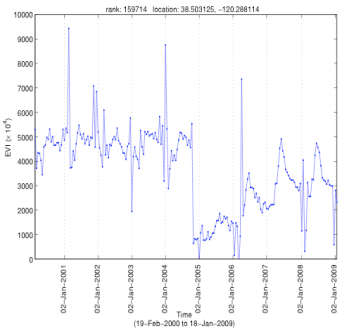 rank: 159714 location: 38.503125, −120.288114
10000
9000
8000
7000
6000
5000
4000
3000
2000
1000
0
EVI (× 10⁴)
02−Jan−2001
02−Jan−2002
02−Jan−2003
02−Jan−2004
02−Jan−2005
02−Jan−2006
02−Jan−2007
02−Jan−2008
02−Jan−2009
Time
(19−Feb−2000 to 18−Jan−2009)